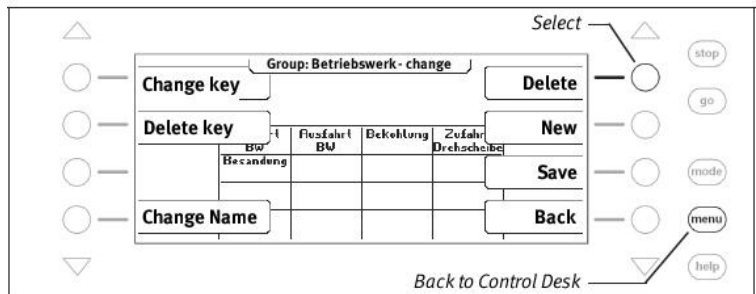 Select
stop
Group: Betriebswerk - change
Change key
Delete
go
Delete key
New
Ausfahrt
Bekohlung
BW
BW
Drehscheibe
Besandung
Save
mode
Change Name
Back
menu
help
Back to Control Desk